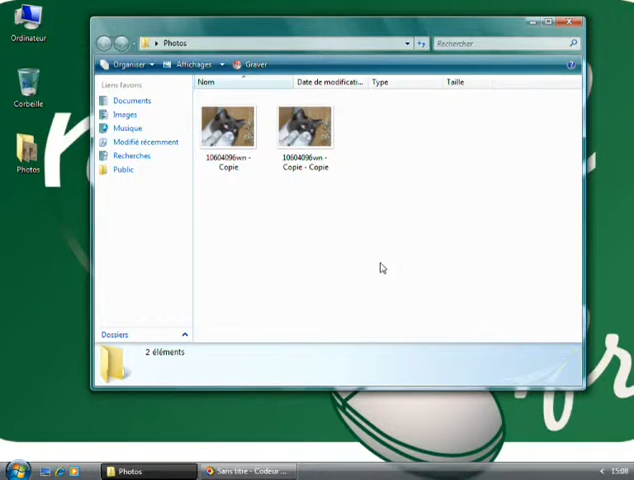 Ordinateur
Corbeille
Photos
Photos
Rechercher
Organiser
Affichages
Graver
Liens favoris
Documents
Images
Musique
Modifié récemment
Recherches
Public
Dossiers
Nom
Date de modificati...
Type
Taille
10604096wn -
Copie
10604096wn -
Copie - Copie
2 éléments
Photos
Sans titre - Codeur ...
15:08